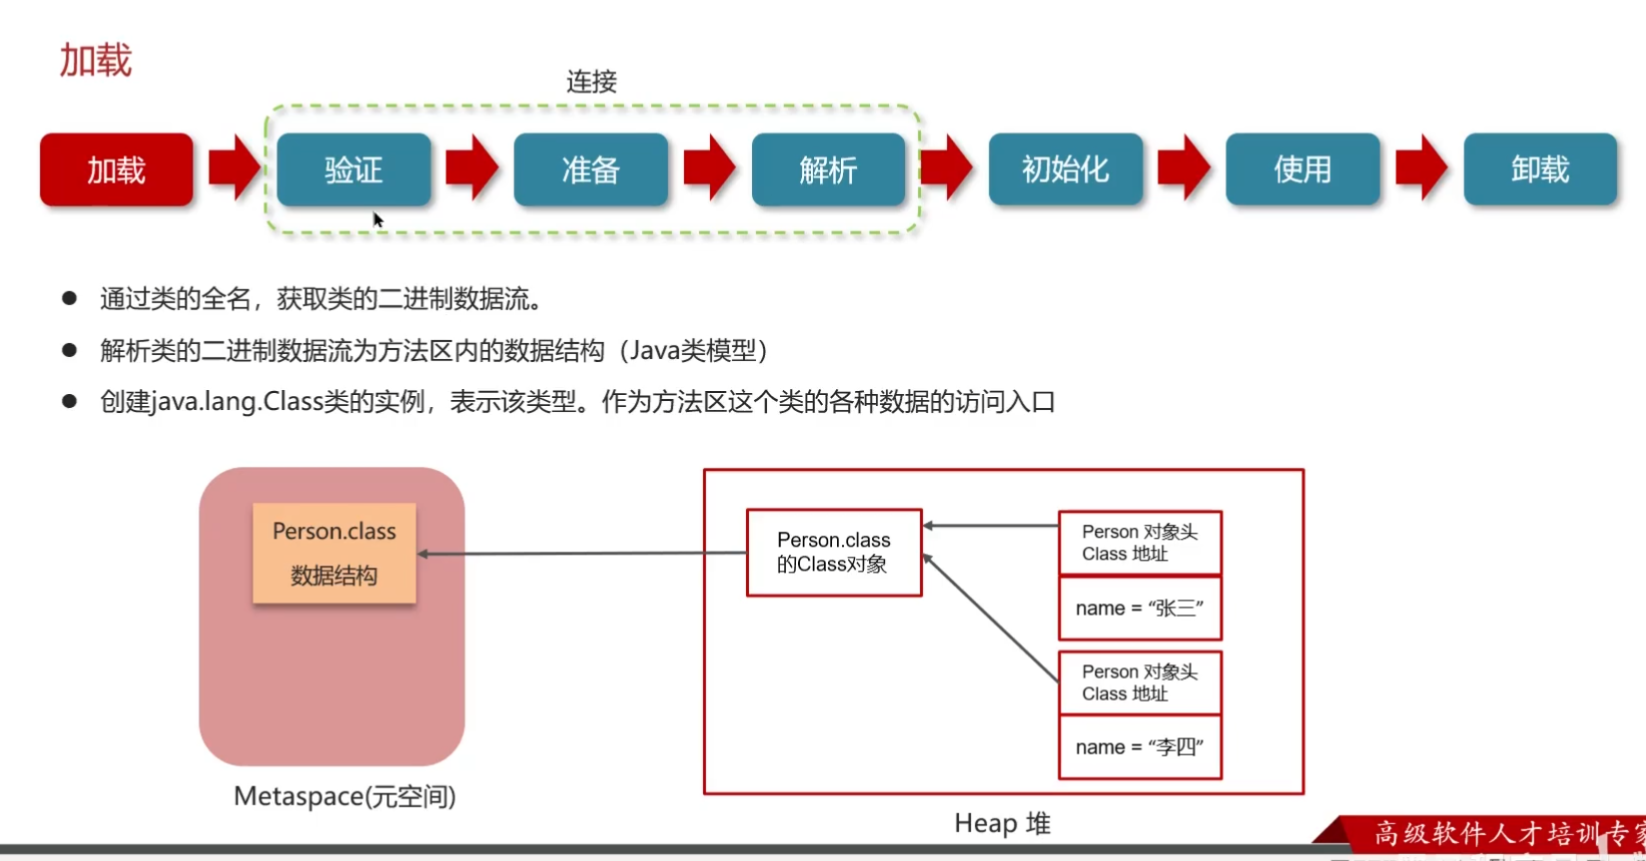 加载
连接
加载
验证
准备
解析
初始化
使用
卸载
通过类的全名，获取类的二进制数据流。
解析类的二进制数据流为方法区内的数据结构（Java类模型）
创建java.lang.Class类的实例，表示该类型。作为方法区这个类的各种数据的访问入口
Person.class
数据结构
Metaspace(元空间)
Person.class
的Class对象
Person 对象头
Class 地址
name = “张三”
Person 对象头
Class 地址
name = “李四”
Heap 堆
高级软件人才培训专家